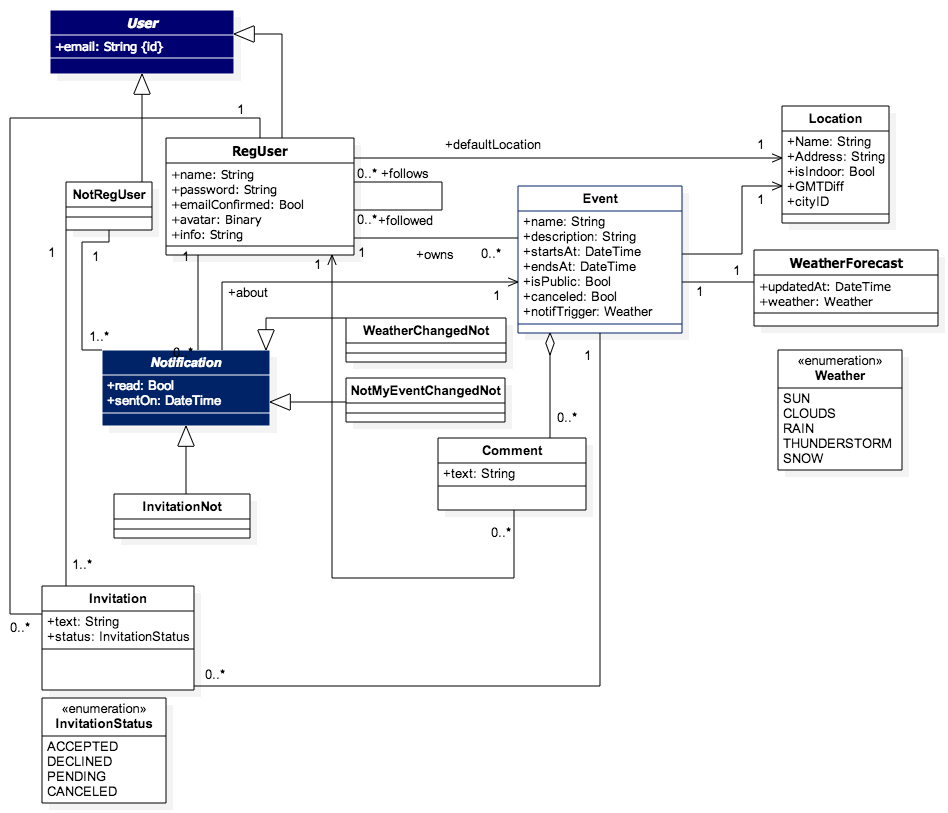 User
+email: String {id}
1
RegUser
+name: String
+password: String
+emailConfirmed: Bool
+avatar: Binary
+info: String
+defaultLocation
1
Location
+Name: String
+Address: String
+isIndoor: Bool
+GMTDiff
+cityID
0..* +follows
0..* +followed
1
NotRegUser
1
1
Event
+name: String
+description: String
+startsAt: DateTime
+endsAt: DateTime
+isPublic: Bool
+canceled: Bool
+notifTrigger: Weather
1
+owns
0..*
1
1
+about
1
1
1
WeatherForecast
+updatedAt: DateTime
+weather: Weather
1..*
0..*
Notification
+read: Bool
+sentOn: DateTime
WeatherChangedNot
NotMyEventChangedNot
1
«enumeration»
Weather
SUN
CLOUDS
RAIN
THUNDERSTORM
SNOW
0..*
Comment
+text: String
0..*
InvitationNot
1..*
Invitation
+text: String
+status: InvitationStatus
0..*
0..*
«enumeration»
InvitationStatus
ACCEPTED
DECLINED
PENDING
CANCELED